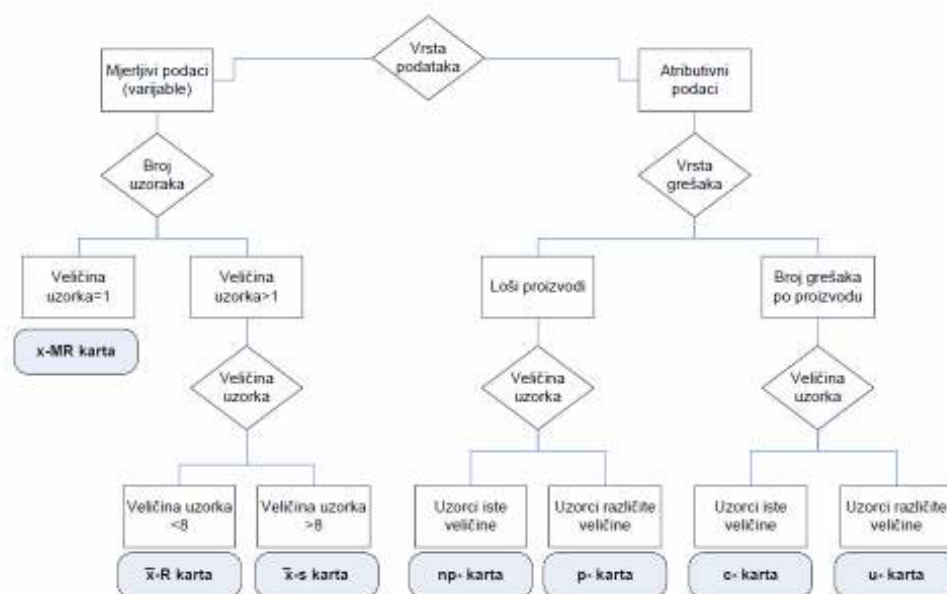 Vrsta
podataka
Mjerljivi podaci
(varijable)
Atributivni
podaci
Broj
uzoraka
Vrsta
grešaka
Veličina
uzorka=1
Veličina
uzorka>1
Loši proizvodi
Broj grešaka
po proizvodu
x-MR karta
Veličina
uzorka
Veličina
uzorka
Veličina
uzorka
Veličina uzorka
<8
Veličina uzorka
>8
Uzorci iste
veličine
Uzorci različite
veličine
Uzorci iste
veličine
Uzorci različite
veličine
x̅-R karta
x̅-s karta
np- karta
p- karta
c- karta
u- karta